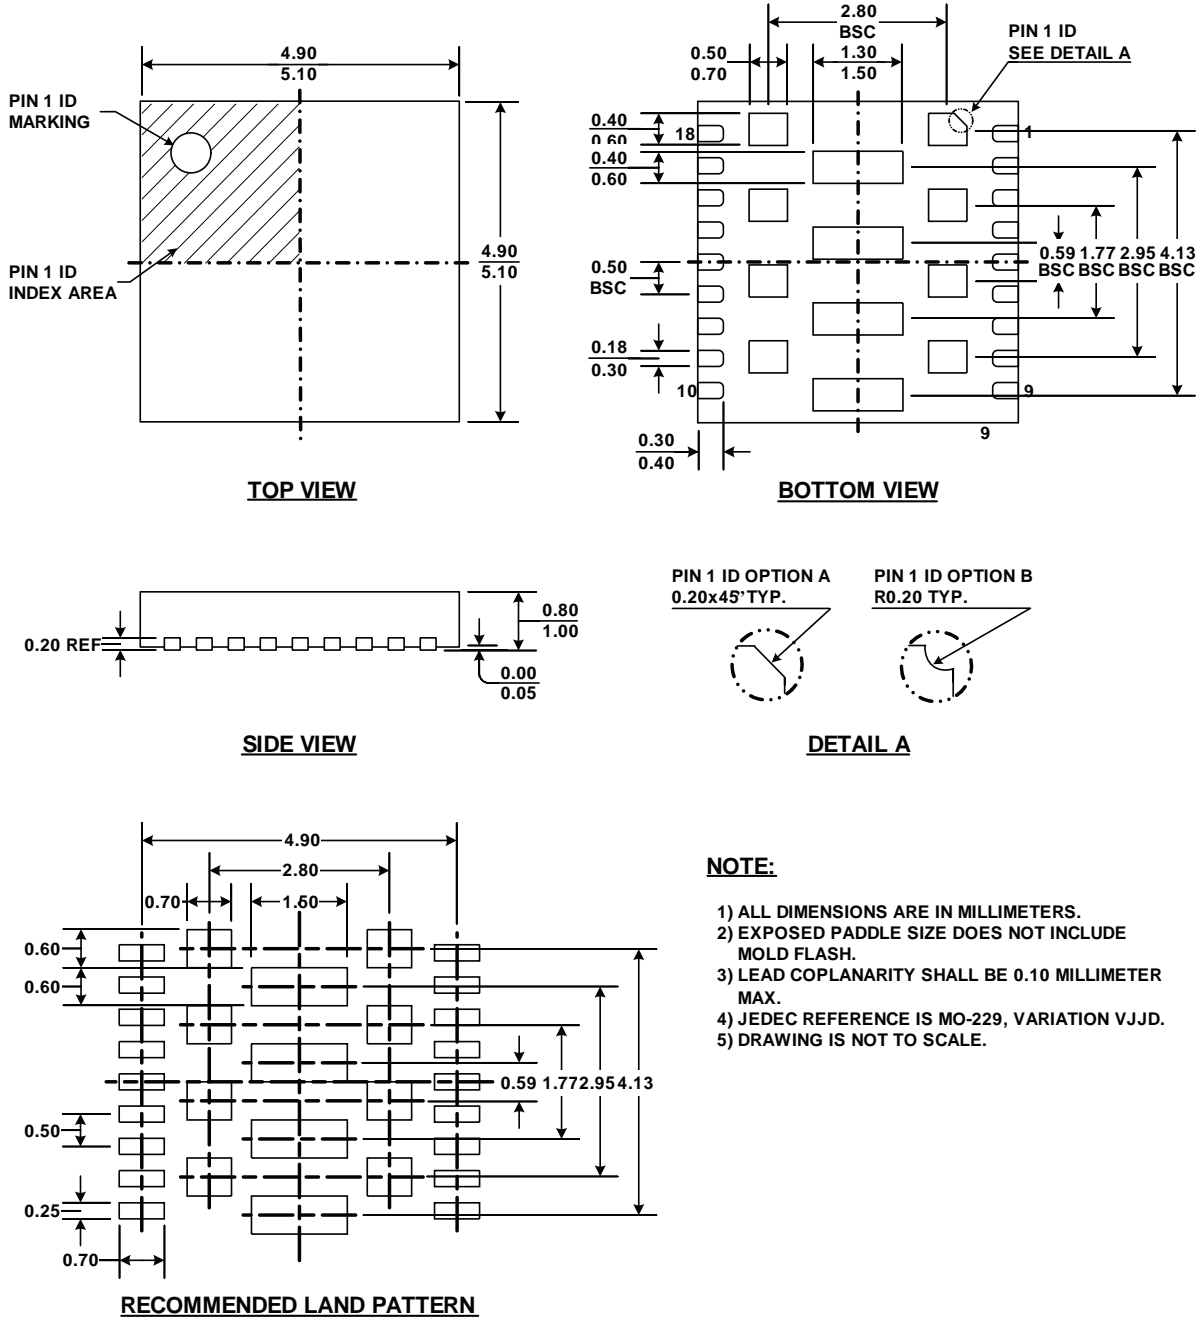 4.90
5.10
PIN 1 ID
MARKING
PIN 1 ID
INDEX AREA
4.90
5.10
TOP VIEW
2.80
BSC
0.50
0.70
1.30
1.50
PIN 1 ID
SEE DETAIL A
0.40
0.60
0.40
0.60
18
1
0.50
BSC
0.18
0.30
10
9
9
0.59 1.77 2.95 4.13
BSC BSC BSC BSC
0.30
0.40
BOTTOM VIEW
0.20 REF
0.80
1.00
0.00
0.05
SIDE VIEW
PIN 1 ID OPTION A
0.20x45° TYP.
PIN 1 ID OPTION B
R0.20 TYP.
DETAIL A
4.90
2.80
0.70
1.50
0.60
0.60
0.59 1.77 2.95 4.13
0.50
0.25
0.70
RECOMMENDED LAND PATTERN
NOTE:
1) ALL DIMENSIONS ARE IN MILLIMETERS.
2) EXPOSED PADDLE SIZE DOES NOT INCLUDE
MOLD FLASH.
3) LEAD COPLANARITY SHALL BE 0.10 MILLIMETER
MAX.
4) JEDEC REFERENCE IS MO-229, VARIATION VJJD.
5) DRAWING IS NOT TO SCALE.